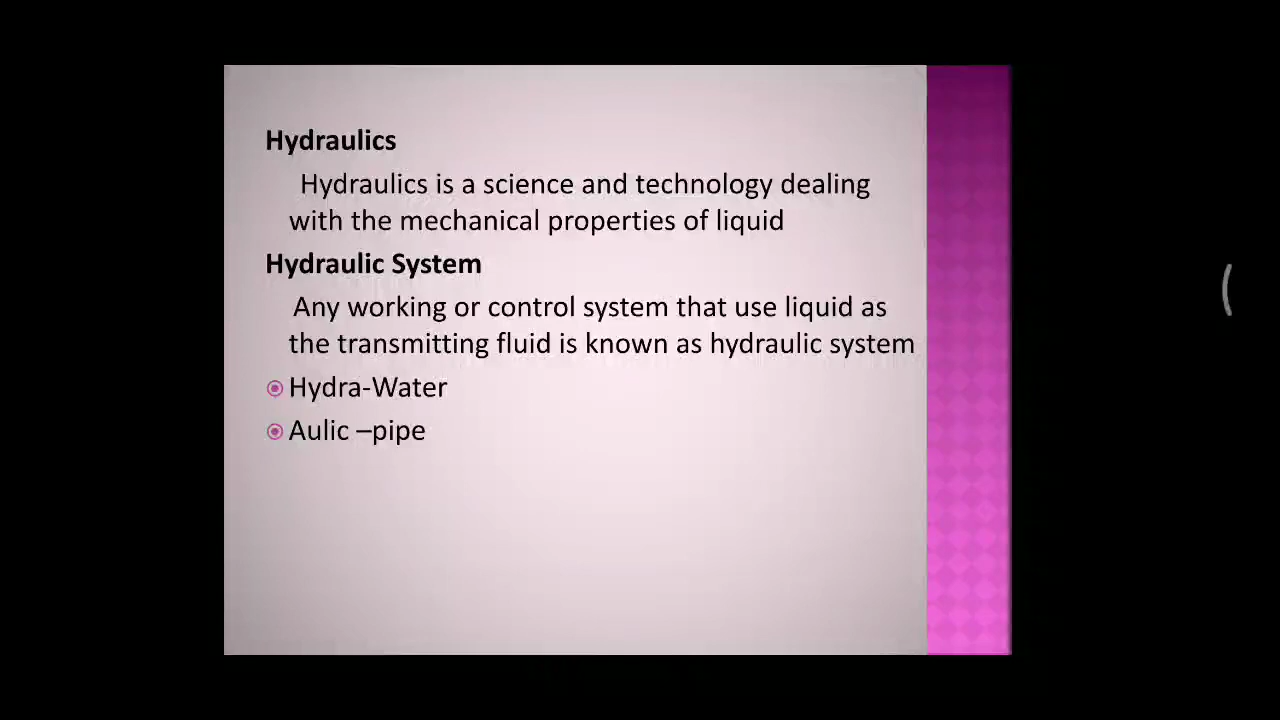 Hydraulics
Hydraulics is a science and technology dealing
with the mechanical properties of liquid
Hydraulic System
Any working or control system that use liquid as
the transmitting fluid is known as hydraulic system
Hydra-Water
Aulic –pipe